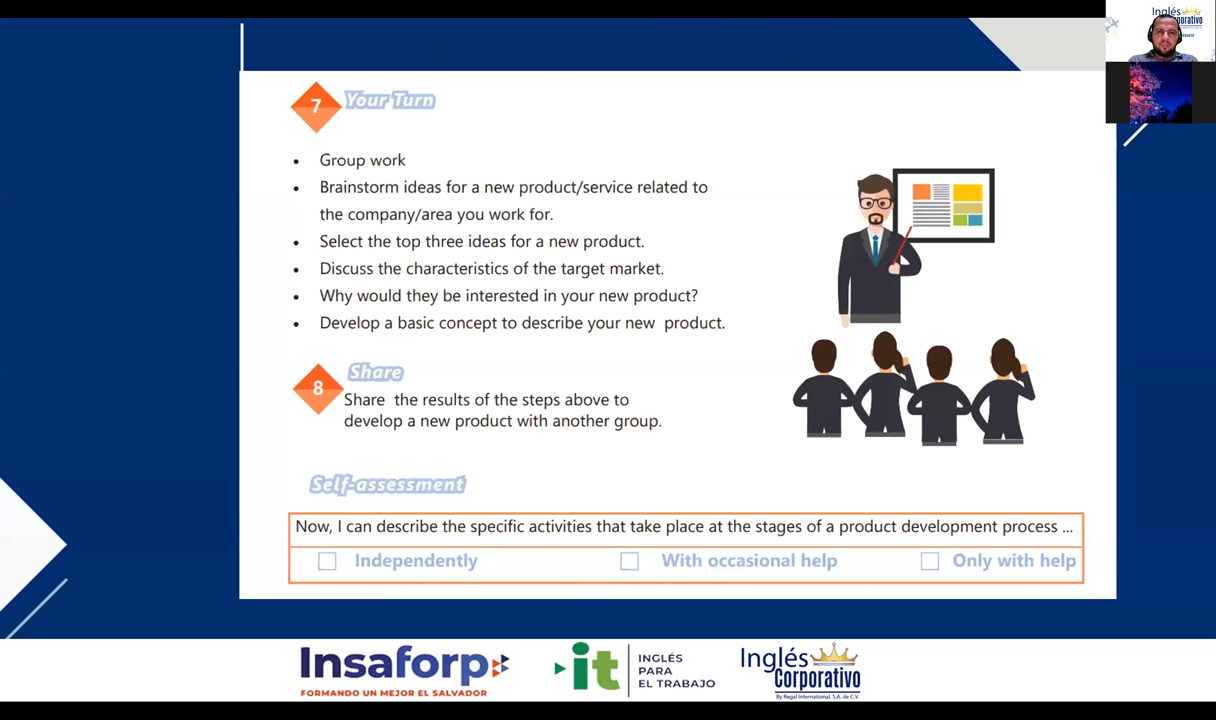 7
Your Turn
• Group work
• Brainstorm ideas for a new product/service related to
the company/area you work for.
• Select the top three ideas for a new product.
• Discuss the characteristics of the target market.
• Why would they be interested in your new product?
• Develop a basic concept to describe your new product.
8
Share
Share the results of the steps above to
develop a new product with another group.
Self-assessment
Now, I can describe the specific activities that take place at the stages of a product development process ...
Independently
With occasional help
Only with help
Insaforp
FORMANDO UN MEJOR EL SALVADOR
it
INGLÉS
PARA
EL TRABAJO
Inglés
Corporativo
By Regal International, S.A. de C.V.
Inglés